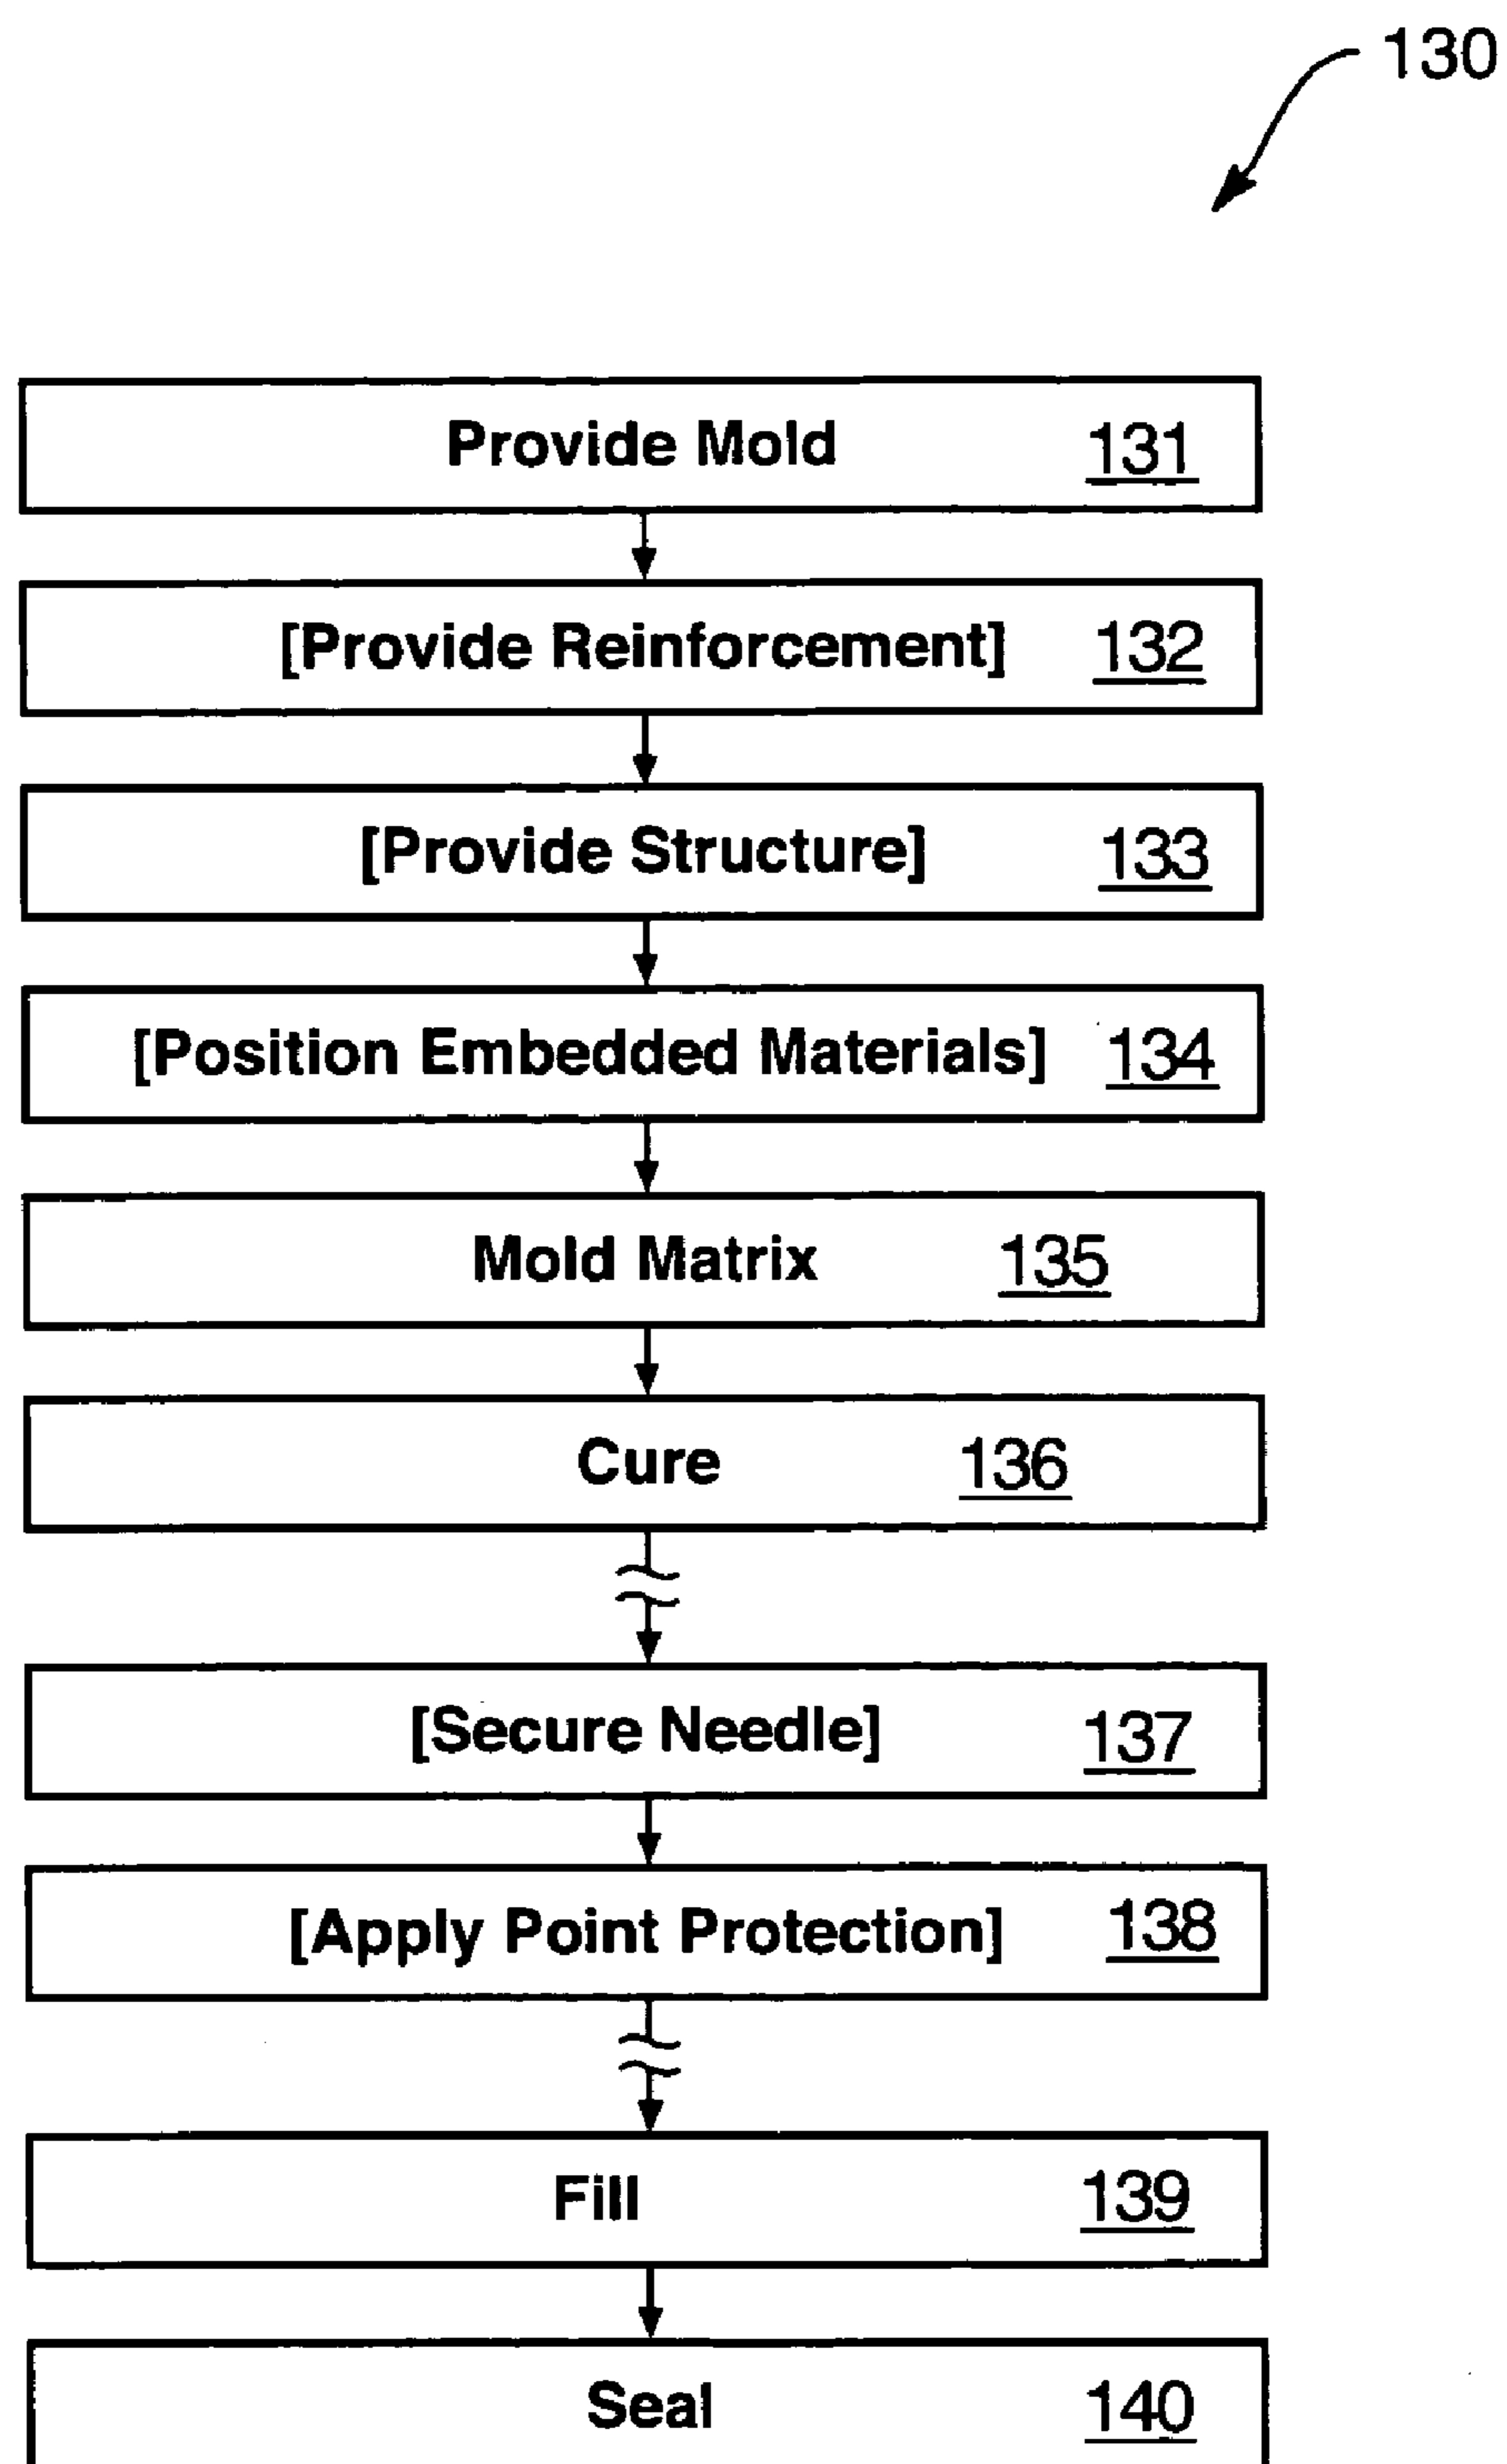 130
Provide Mold 131
[Provide Reinforcement] 132
[Provide Structure] 133
[Position Embedded Materials] 134
Mold Matrix 135
Cure 136
[Secure Needle] 137
[Apply Point Protection] 138
Fill 139
Seal 140